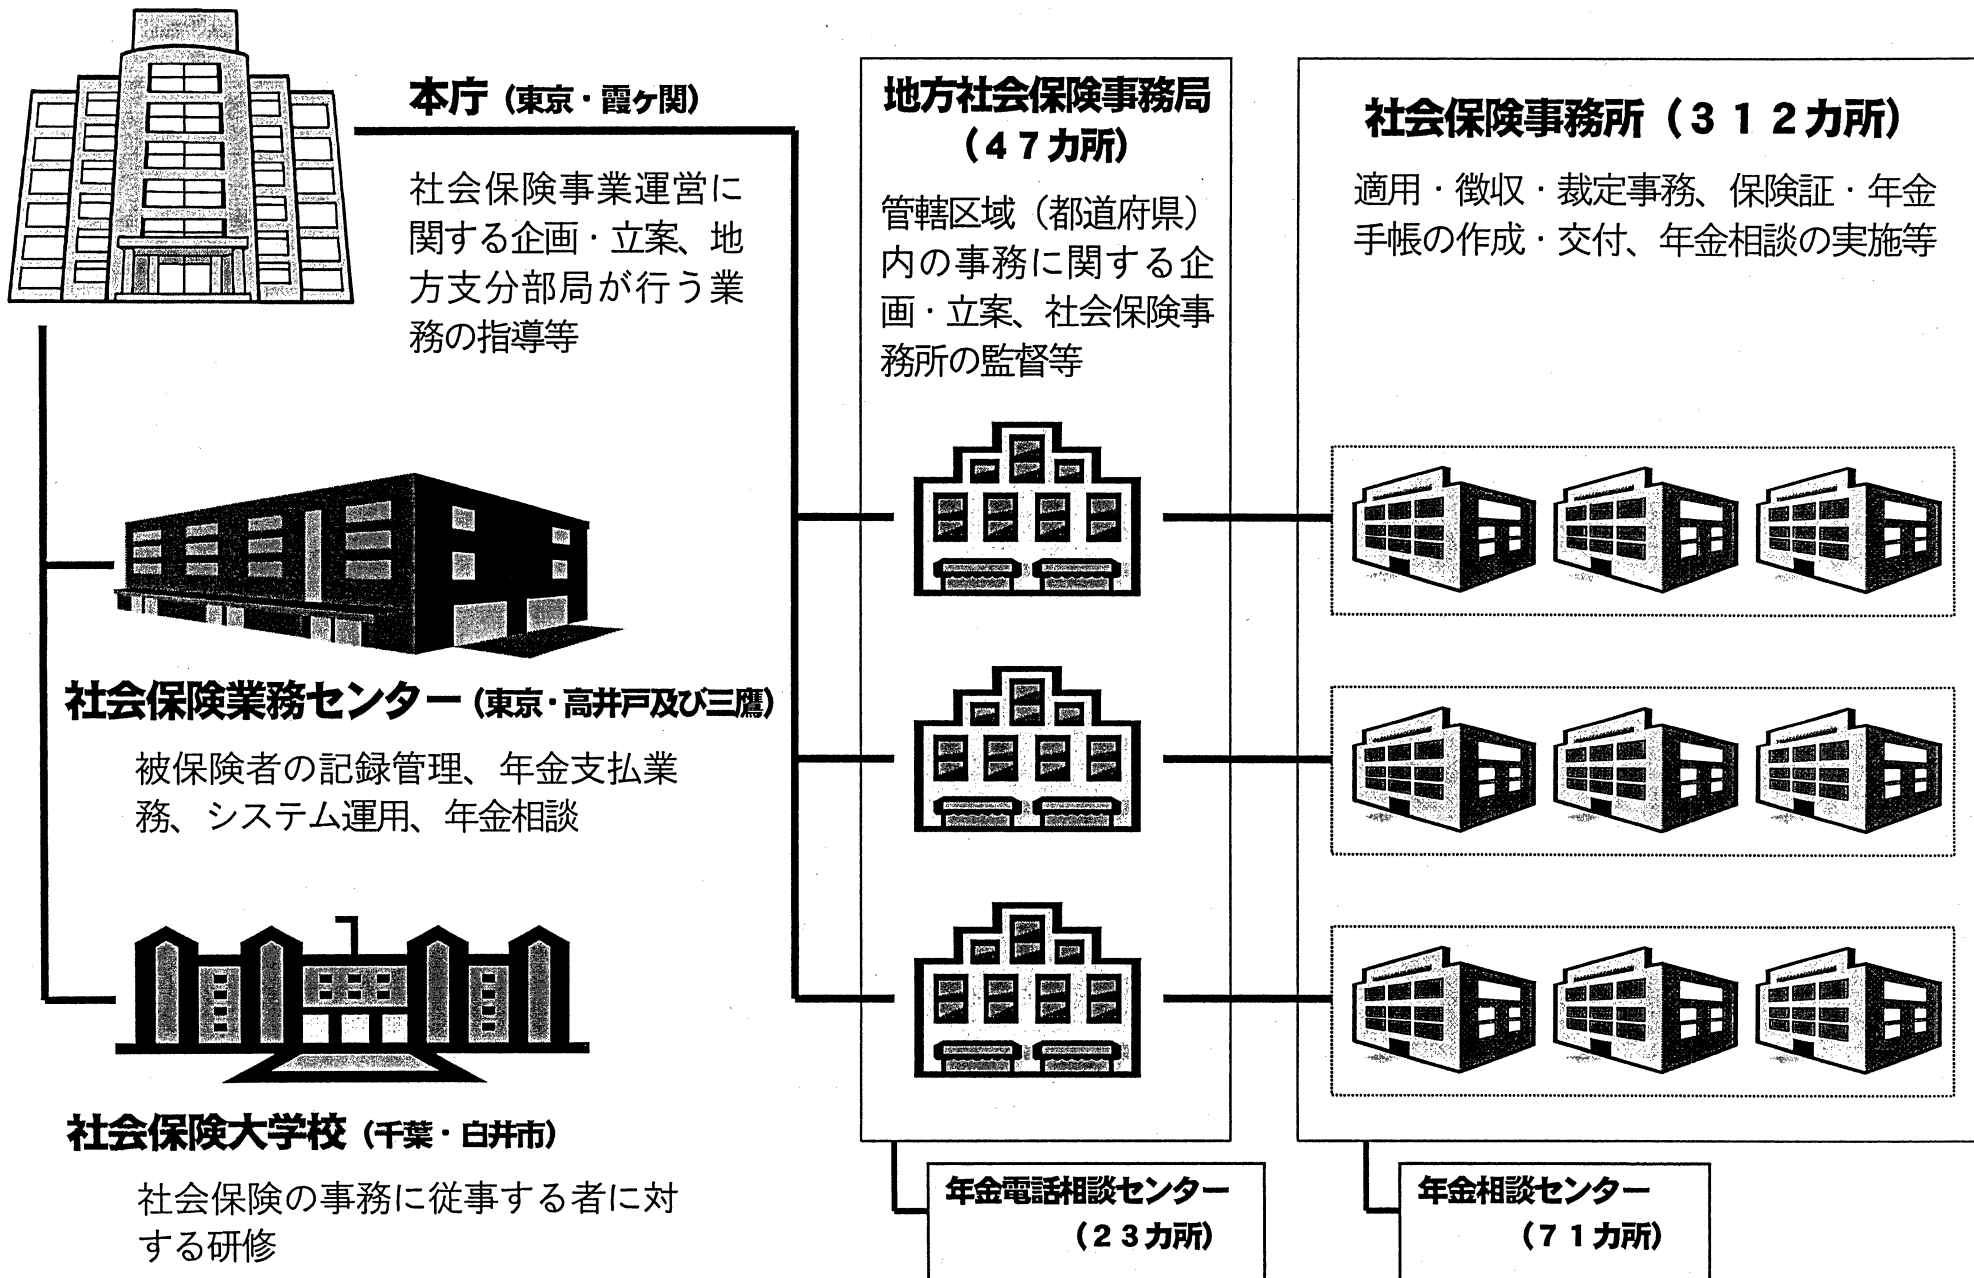 本庁（東京・霞ヶ関）
社会保険事業運営に
関する企画・立案、地
方支分部局が行う業
務の指導等
社会保険業務センター（東京・高井戸及び三鷹）
被保険者の記録管理、年金支払業
務、システム運用、年金相談
社会保険大学校（千葉・白井市）
社会保険の事務に従事する者に対
する研修
地方社会保険事務局
（４７カ所）
管轄区域（都道府県）
内の事務に関する企
画・立案、社会保険事
務所の監督等
年金電話相談センター
（２３カ所）
社会保険事務所（３１２カ所）
適用・徴収・裁定事務、保険証・年金
手帳の作成・交付、年金相談の実施等
年金相談センター
（７１カ所）